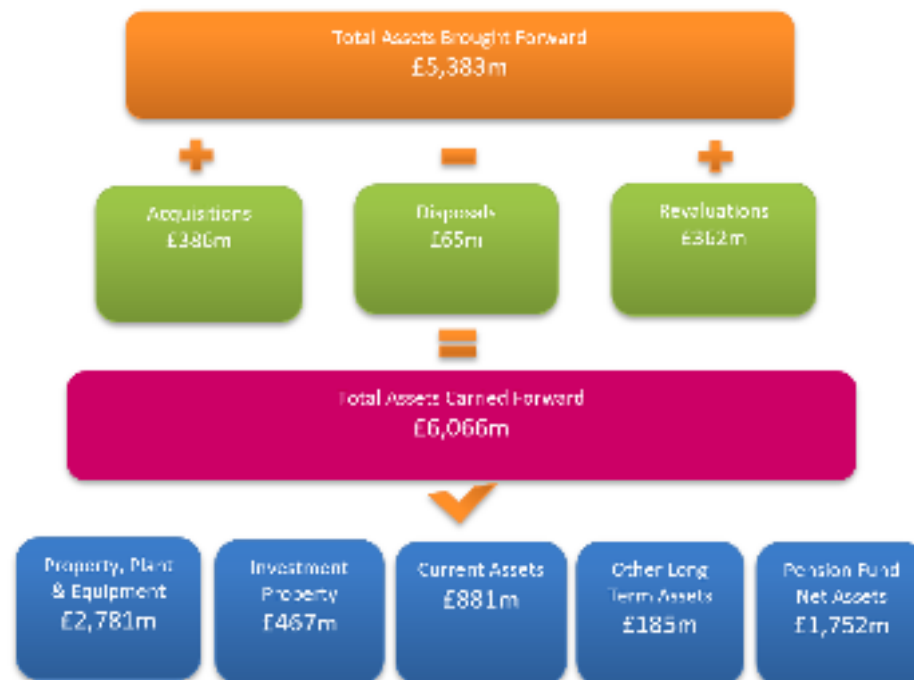 Total Assets Brought Forward
£5,383m
Acquisitions
£386m
Disposals
£65m
Revaluations
£362m
Total Assets Carried Forward
£6,066m
Property, Plant
& Equipment
£2,781m
Investment
Property
£467m
Current Assets
£881m
Other Long
Term Assets
£185m
Pension Fund
Net Assets
£1,752m